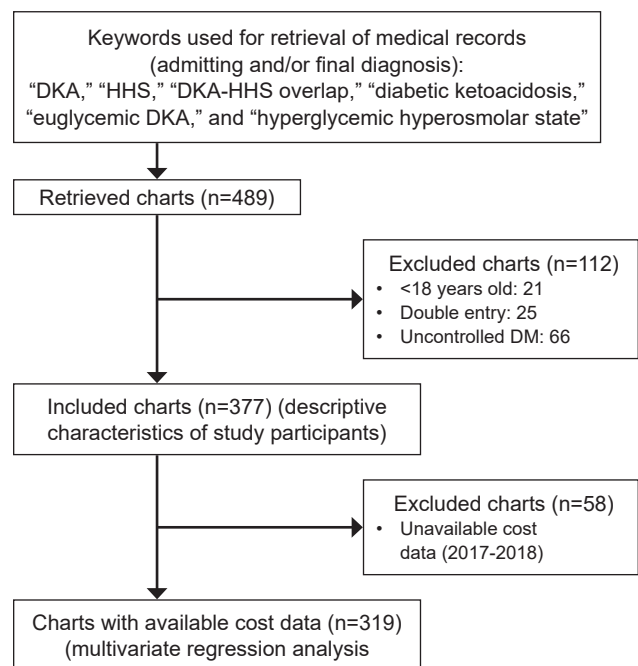 Keywords used for retrieval of medical records
(admitting and/or final diagnosis):
“DKA,” “HHS,” “DKA-HHS overlap,” “diabetic ketoacidosis,”
“euglycemic DKA,” and “hyperglycemic hyperosmolar state”
Retrieved charts (n=489)
Excluded charts (n=112)
• <18 years old: 21
• Double entry: 25
• Uncontrolled DM: 66
Included charts (n=377) (descriptive
characteristics of study participants)
Excluded charts (n=58)
• Unavailable cost
data (2017-2018)
Charts with available cost data (n=319)
(multivariate regression analysis